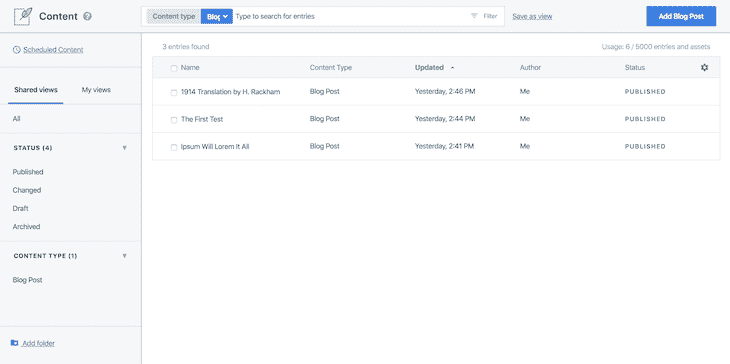 Content
Content type Blog Type to search for entries Filter Save as view Add Blog Post
Scheduled Content
Shared views My views
All
STATUS (4)
Published
Changed
Draft
Archived
CONTENT TYPE (1)
Blog Post
Add folder
3 entries found Usage: 6 / 5000 entries and assets
Name Content Type Updated Author Status
1914 Translation by H. Rackham Blog Post Yesterday, 2:46 PM Me PUBLISHED
The First Test Blog Post Yesterday, 2:44 PM Me PUBLISHED
Ipsum Will Lorem It All Blog Post Yesterday, 2:41 PM Me PUBLISHED